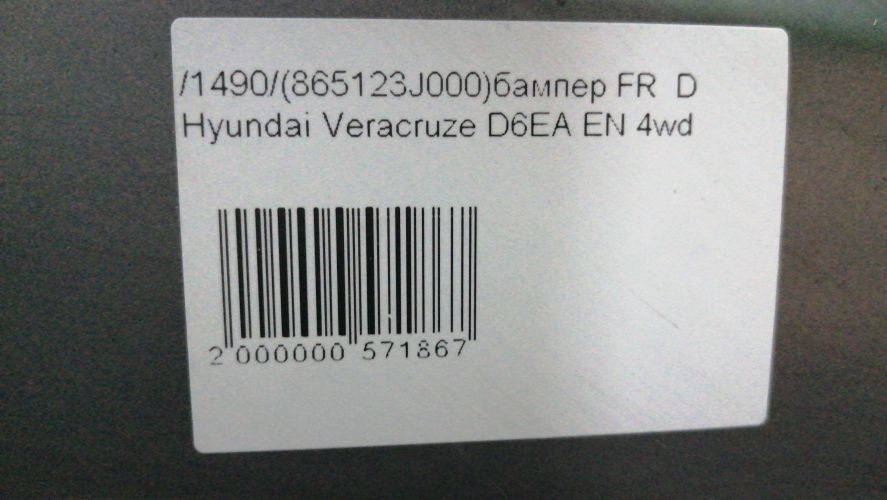 /1490/(865123J000)бампер FR D
Hyundai Veracruze D6EA EN 4wd
2 000000 571867